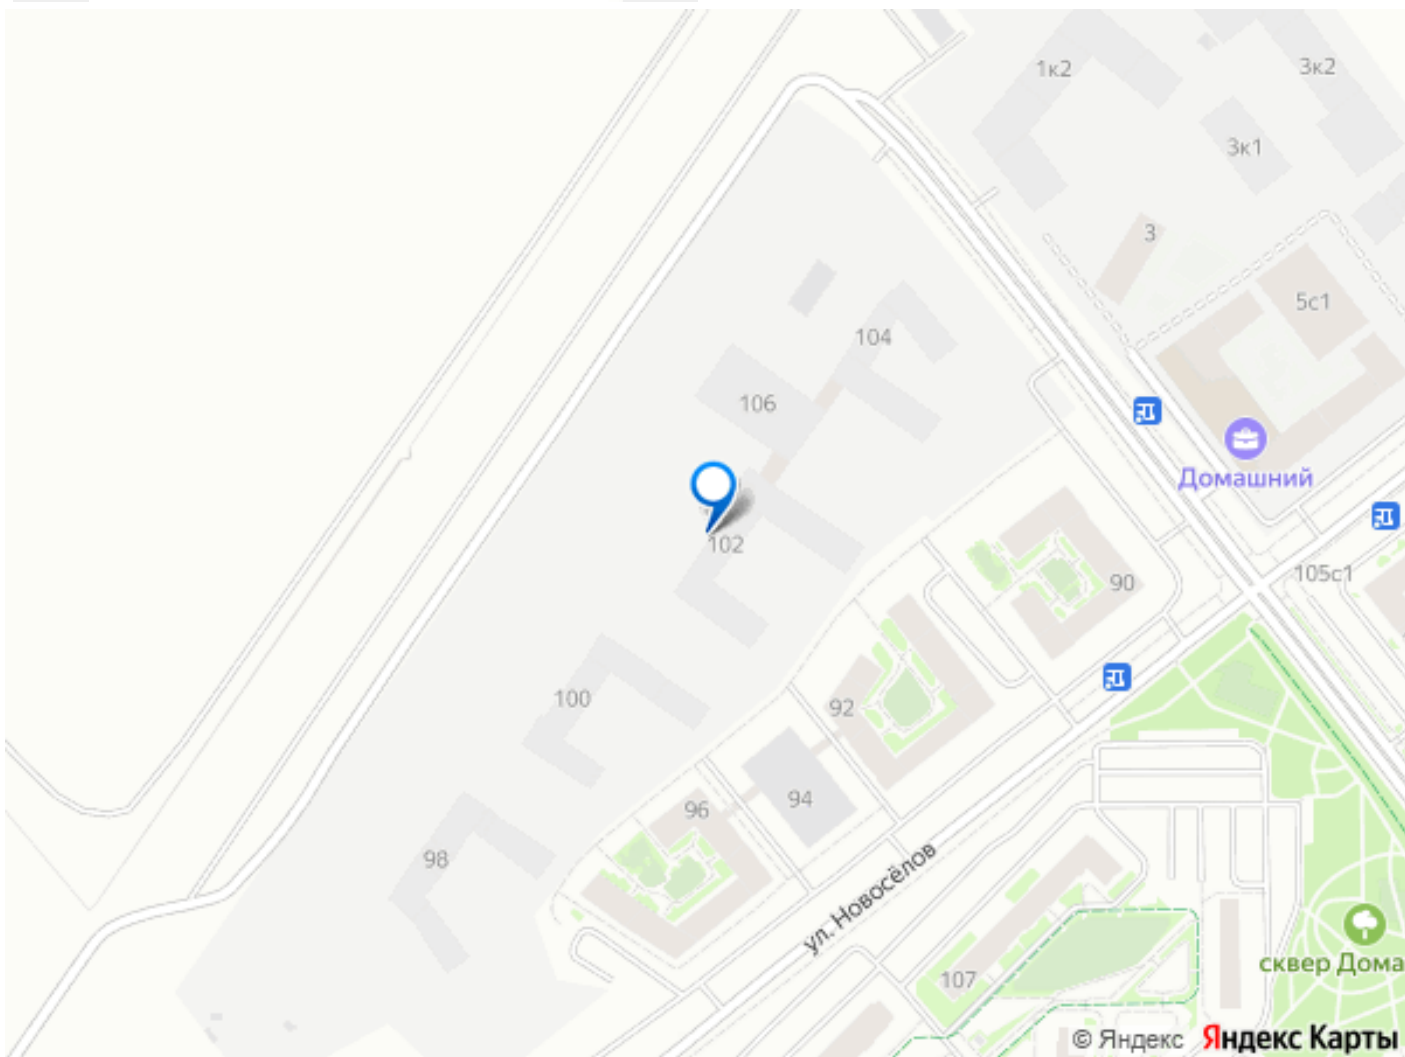 1к2
3к2
3к1
3
5с1
104
106
Домашний
102
105с1
90
100
92
94
96
98
ул. Новосёлов
107
сквер Дома
© Яндекс Яндекс Карты